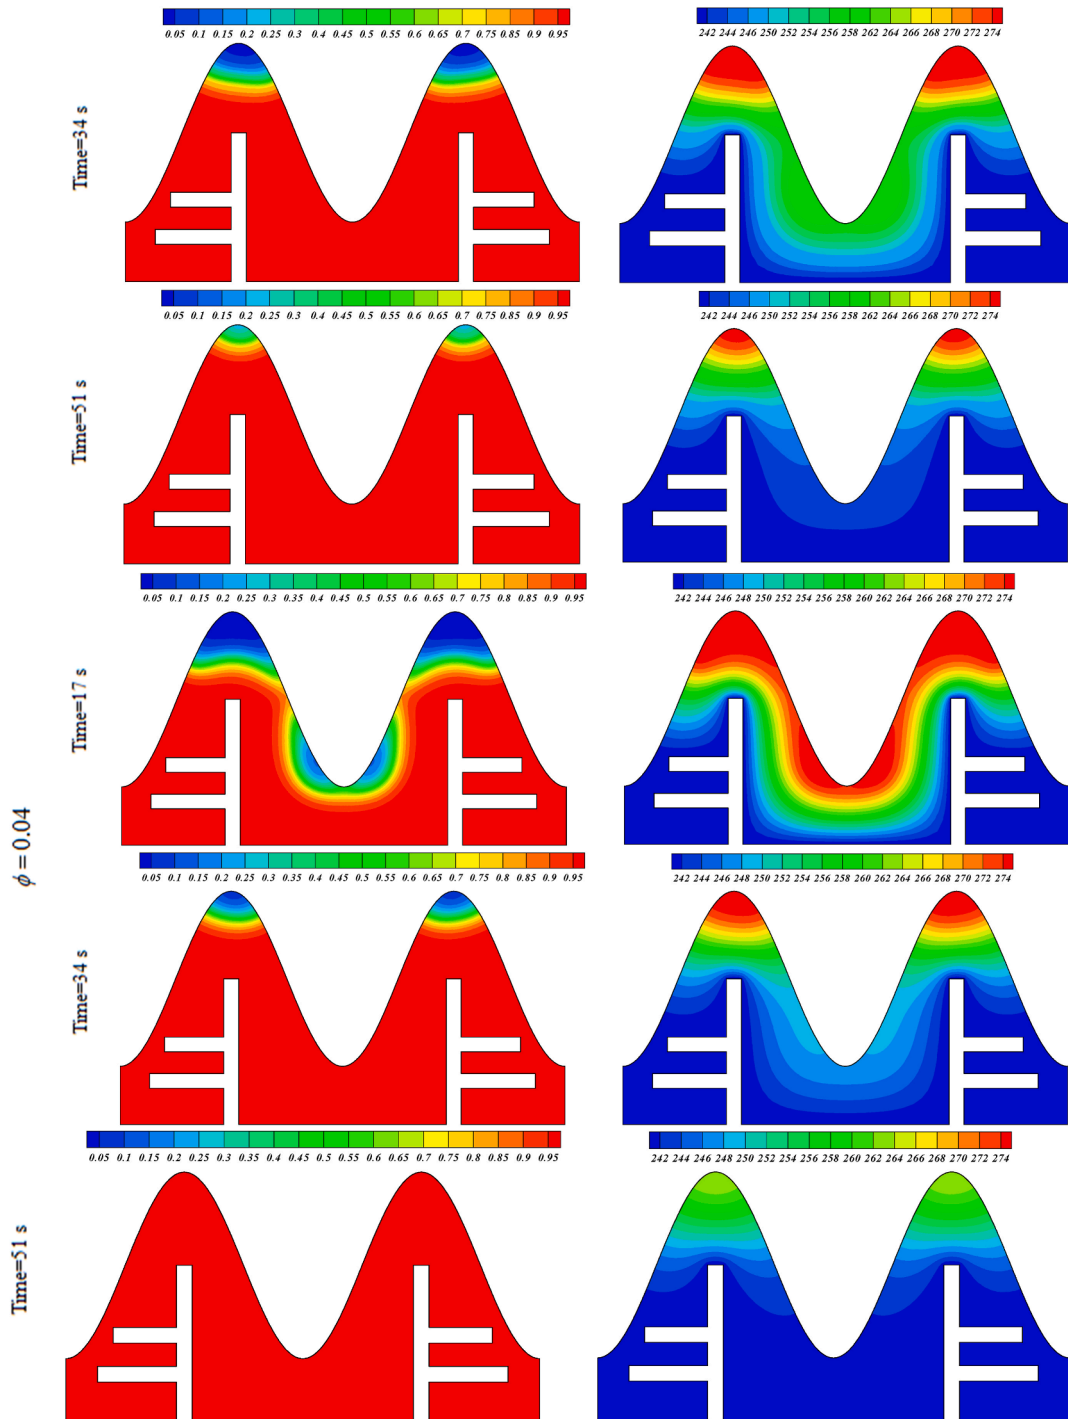 0.05 0.1 0.15 0.2 0.25 0.3 0.35 0.4 0.45 0.5 0.55 0.6 0.65 0.7 0.75 0.8 0.85 0.9 0.95
242 244 246 250 252 254 256 258 262 264 266 268 270 272 274
Time=34 s
0.05 0.1 0.15 0.2 0.25 0.3 0.35 0.4 0.45 0.5 0.55 0.6 0.65 0.7 0.75 0.8 0.85 0.9 0.95
242 244 246 250 252 254 256 260 262 264 266 268 270 272 274
Time=51 s
0.05 0.1 0.15 0.2 0.25 0.3 0.35 0.4 0.45 0.5 0.55 0.6 0.65 0.7 0.75 0.8 0.85 0.9 0.95
242 244 246 248 250 252 254 256 258 260 262 264 266 270 272 274
Time=17 s
ϕ = 0.04
0.05 0.1 0.15 0.2 0.25 0.3 0.35 0.4 0.45 0.5 0.55 0.6 0.65 0.7 0.75 0.8 0.85 0.9 0.95
242 244 246 248 250 252 254 256 260 262 264 266 268 270 272 274
Time=34 s
0.05 0.1 0.15 0.2 0.25 0.3 0.35 0.4 0.45 0.5 0.55 0.6 0.65 0.7 0.75 0.8 0.85 0.9 0.95
242 244 246 248 250 252 254 256 258 260 262 264 266 268 270 272 274
Time=51 s